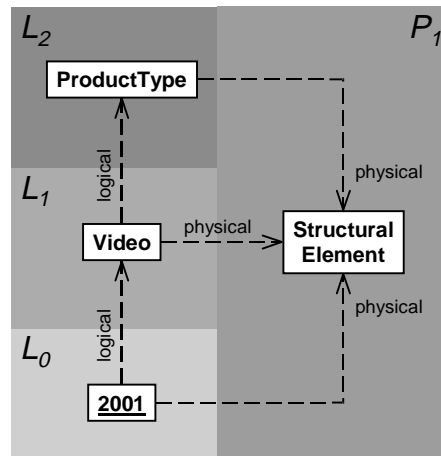 L2
P1
ProductType
logical
physical
L1
Video
physical
Structural
Element
logical
physical
L0
2001